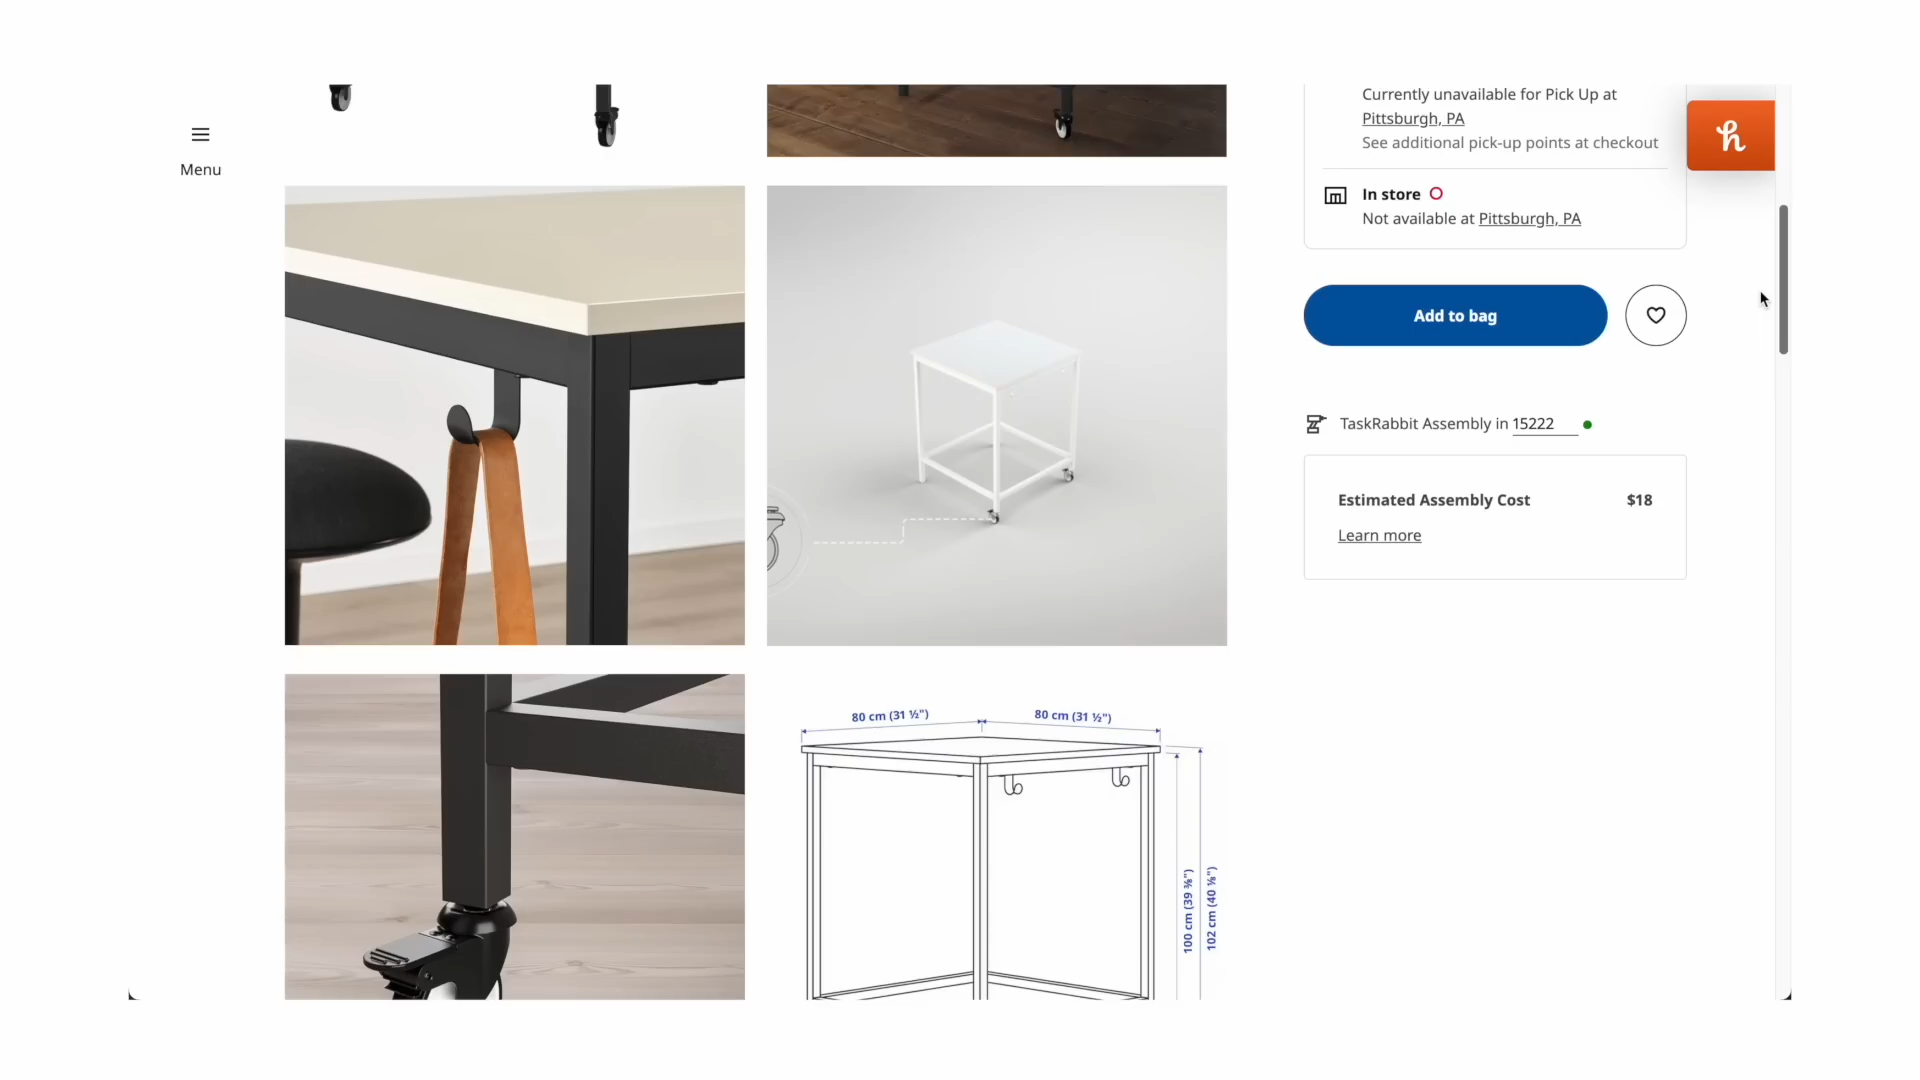 Menu
Currently unavailable for Pick Up at
Pittsburgh, PA
See additional pick-up points at checkout
In store
Not available at Pittsburgh, PA
Add to bag
TaskRabbit Assembly in 15222
Estimated Assembly Cost $18
Learn more
80 cm (31 ½")
80 cm (31 ½")
100 cm (39 ⅜")
102 cm (40 ⅛")